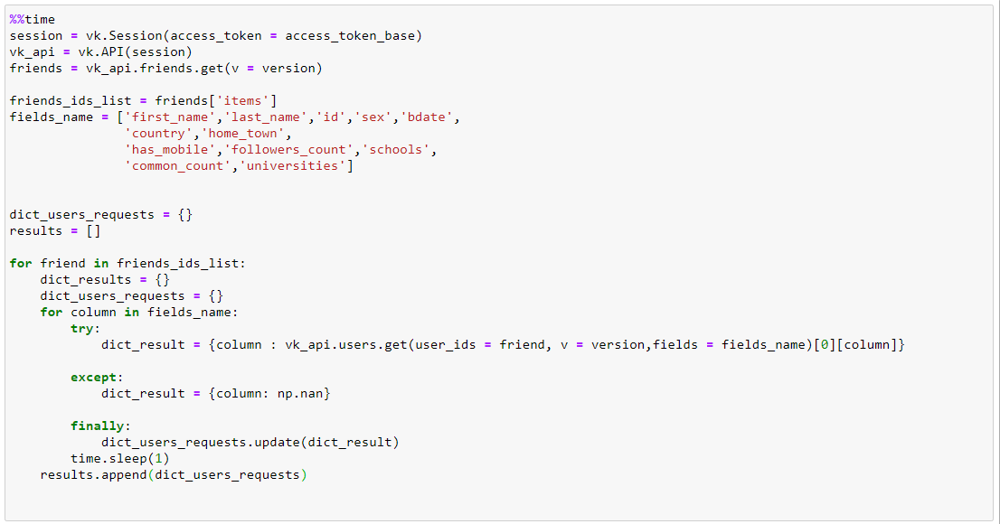 %%time
session = vk.Session(access_token = access_token_base)
vk_api = vk.API(session)
friends = vk_api.friends.get(v = version)
friends_ids_list = friends['items']
fields_name = ['first_name','last_name','id','sex','bdate',
'country','home_town',
'has_mobile','followers_count','schools',
'common_count','universities']
dict_users_requests = {}
results = []
for friend in friends_ids_list:
dict_results = {}
dict_users_requests = {}
for column in fields_name:
try:
dict_result = {column : vk_api.users.get(user_ids = friend, v = version,fields = fields_name)[0][column]}
except:
dict_result = {column: np.nan}
finally:
dict_users_requests.update(dict_result)
time.sleep(1)
results.append(dict_users_requests)